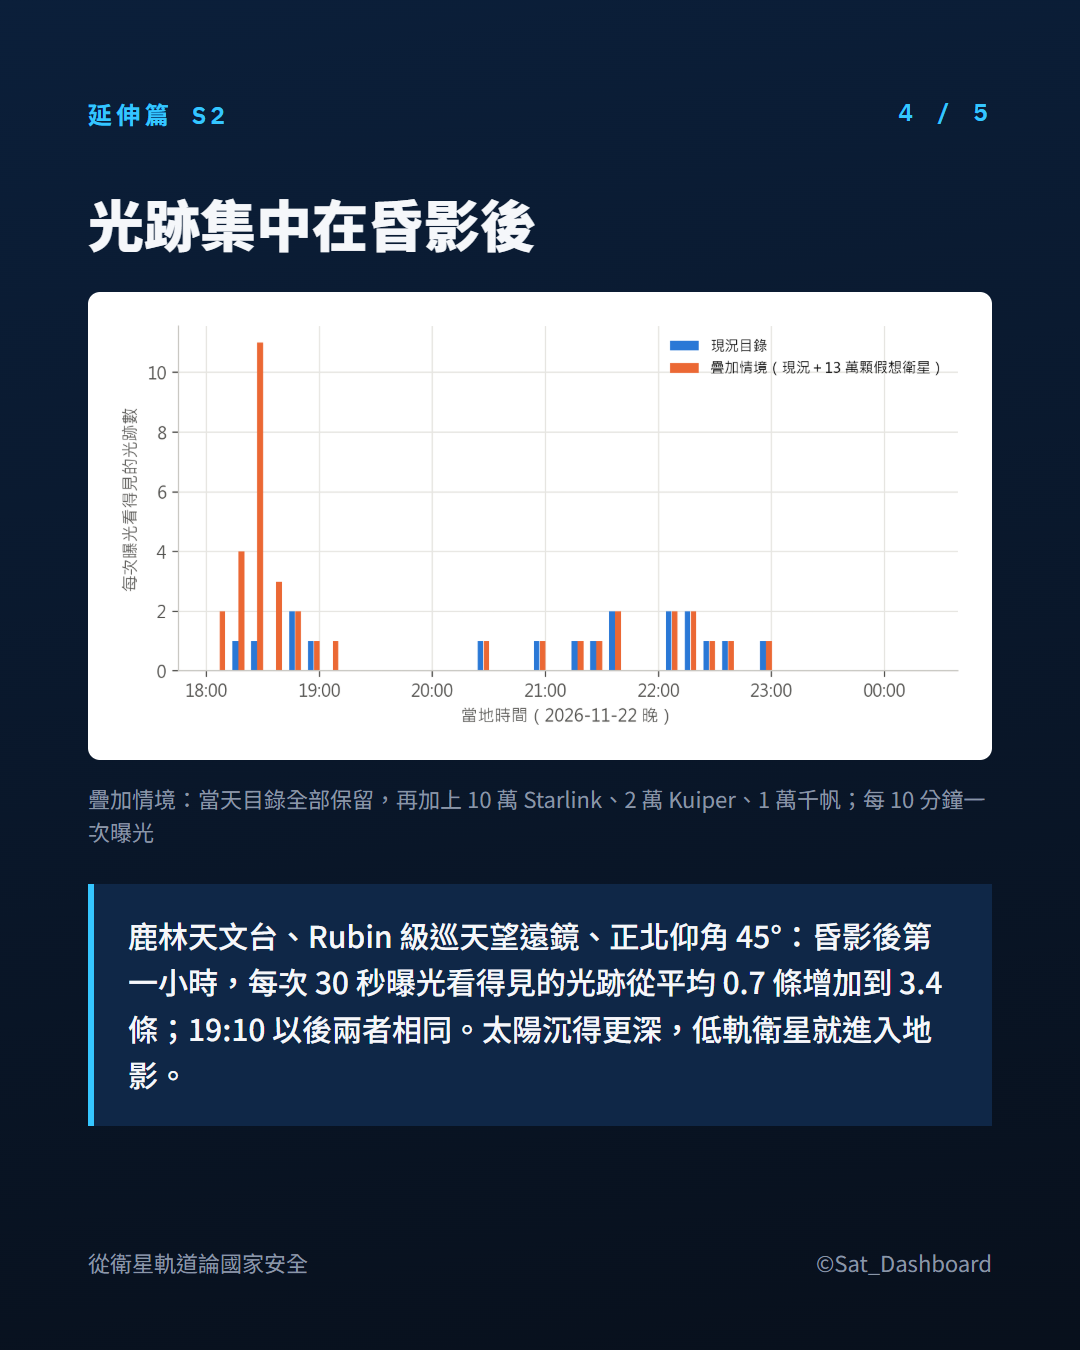 延伸篇 S2
4 / 5
光跡集中在昏影後
現況目錄
疊加情境（現況＋13 萬顆假想衛星）
每次曝光看得見的光跡數
10
8
6
4
2
0
18:00 19:00 20:00 21:00 22:00 23:00 00:00
當地時間（2026-11-22 晚）
疊加情境：當天目錄全部保留，再加上 10 萬 Starlink、2 萬 Kuiper、1 萬千帆；每 10 分鐘一
次曝光
鹿林天文台、Rubin 級巡天望遠鏡、正北仰角 45°：昏影後第
一小時，每次 30 秒曝光看得見的光跡從平均 0.7 條增加到 3.4
條；19:10 以後兩者相同。太陽沉得更深，低軌衛星就進入地
影。
從衛星軌道論國家安全
©Sat_Dashboard